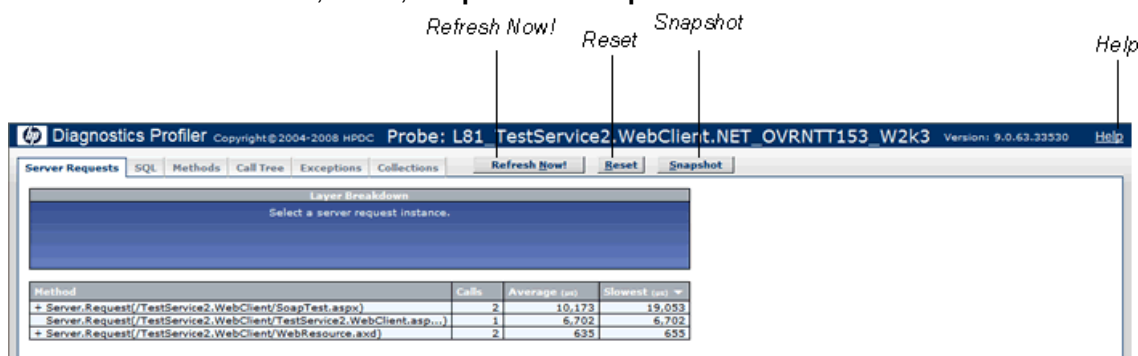 Refresh Now!
Reset
Snapshot
Help
hp Diagnostics Profiler Copyright©2004-2008 HPDC Probe: L81_TestService2.WebClient.NET_OVRNTT153_W2k3 Version: 9.0.63.33530 Help
Server Requests SQL Methods Call Tree Exceptions Collections Refresh Now! Reset Snapshot
Layer Breakdown
Select a server request instance.
Method Calls Average (µs) Slowest (µs)
+ Server.Request(/TestService2.WebClient/SoapTest.aspx) 2 10,173 19,053
Server.Request(/TestService2.WebClient/TestService2.WebClient.asp...) 1 6,702 6,702
+ Server.Request(/TestService2.WebClient/WebResource.axd) 2 635 655